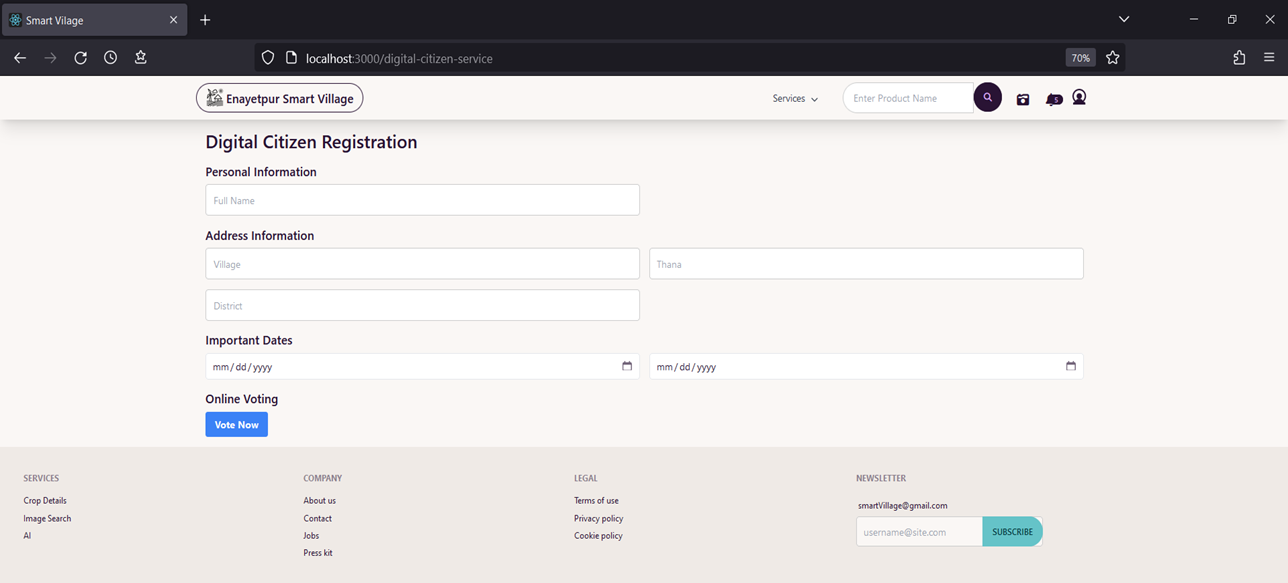 Smart Vilage
localhost:3000/digital-citizen-service
70%
Enayetpur Smart Village
Services
Enter Product Name
5
Digital Citizen Registration
Personal Information
Full Name
Address Information
Village
Thana
District
Important Dates
mm/dd/yyyy
mm/dd/yyyy
Online Voting
Vote Now
SERVICES
Crop Details
Image Search
AI
COMPANY
About us
Contact
Jobs
Press kit
LEGAL
Terms of use
Privacy policy
Cookie policy
NEWSLETTER
smartVillage@gmail.com
username@site.com
SUBSCRIBE